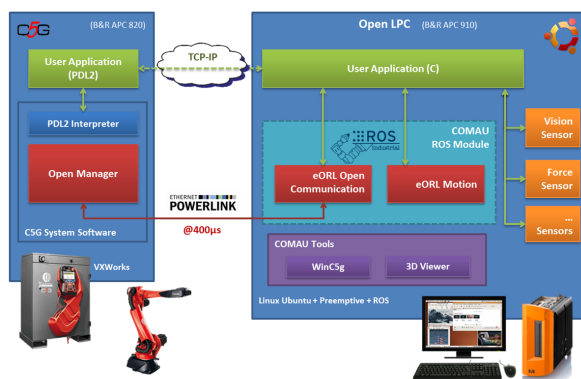 C5G
(B&R APC 820)
User Application
(PDL2)
PDL2 Interpreter
Open Manager
C5G System Software
VXWorks
TCP-IP
ETHERNET
POWERLINK
@400µs
Open LPC
(B&R APC 910)
User Application (C)
ROS
Industrial
COMAU
ROS Module
eORL Open
Communication
eORL Motion
COMAU Tools
WinC5g
3D Viewer
Linux Ubuntu + Preemptive + ROS
Vision
Sensor
Force
Sensor
...
Sensors